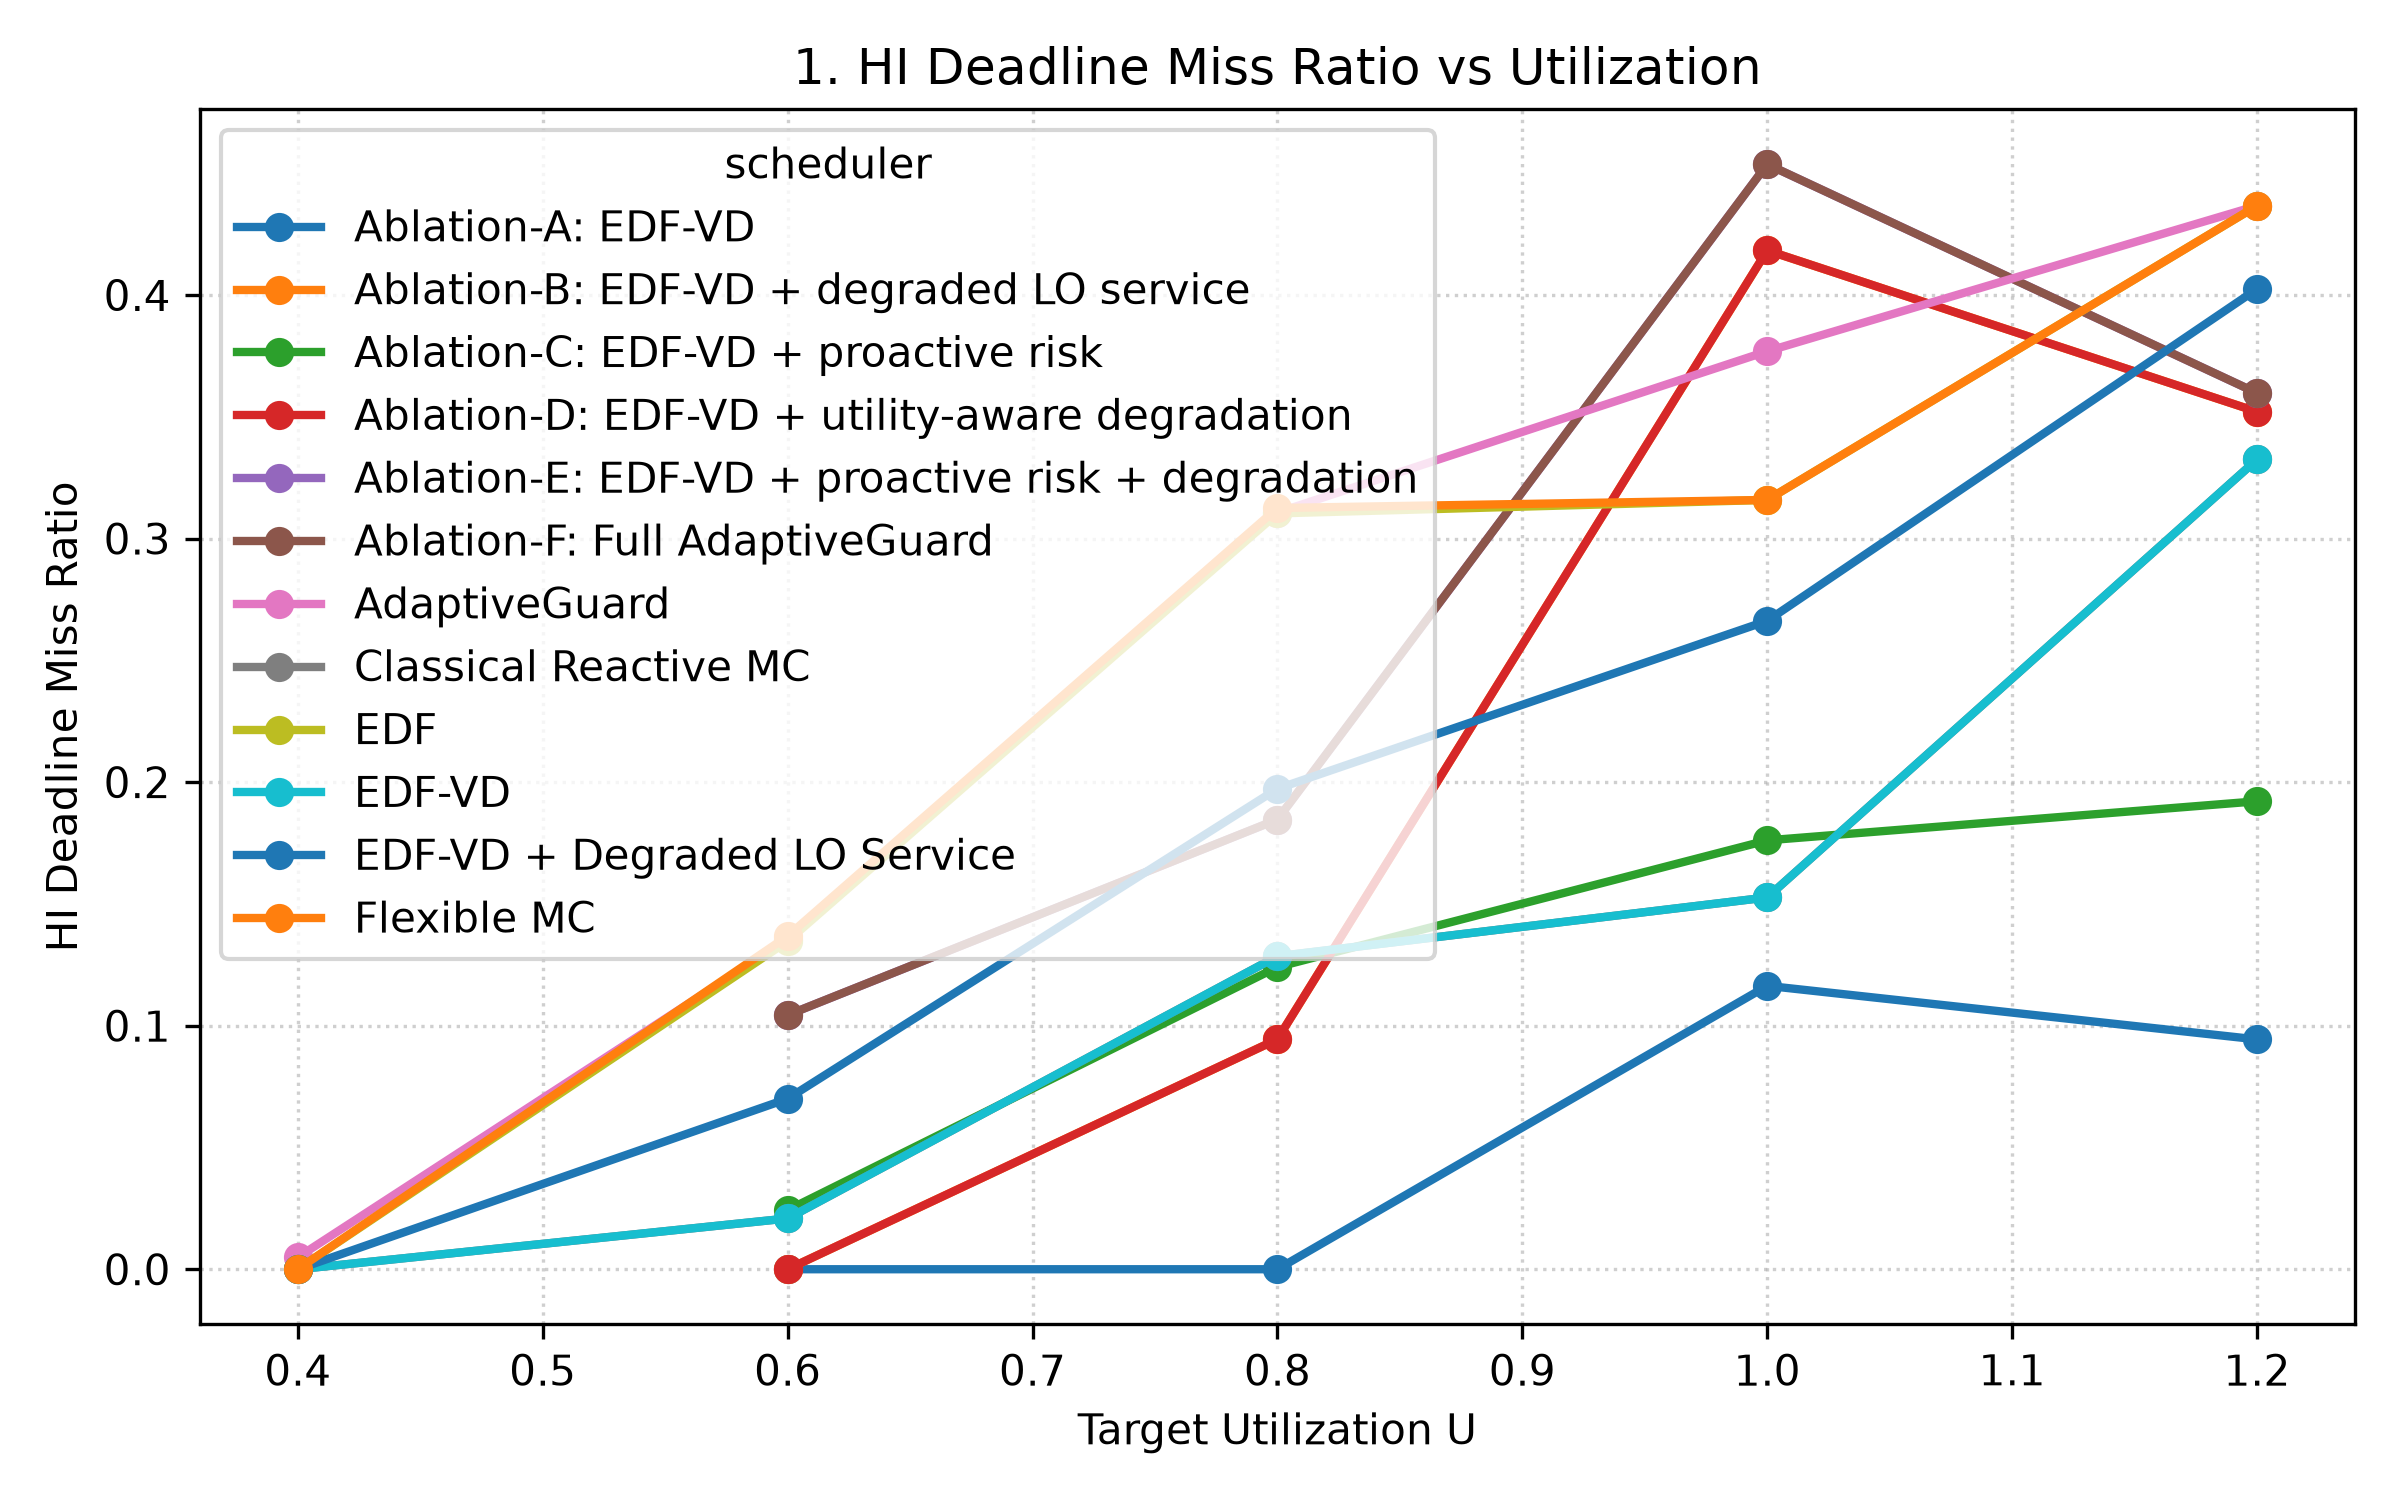 1. HI Deadline Miss Ratio vs Utilization
scheduler
Ablation-A: EDF-VD
Ablation-B: EDF-VD + degraded LO service
Ablation-C: EDF-VD + proactive risk
Ablation-D: EDF-VD + utility-aware degradation
Ablation-E: EDF-VD + proactive risk + degradation
Ablation-F: Full AdaptiveGuard
AdaptiveGuard
Classical Reactive MC
EDF
EDF-VD
EDF-VD + Degraded LO Service
Flexible MC
HI Deadline Miss Ratio
0.4
0.3
0.2
0.1
0.0
0.4 0.5 0.6 0.7 0.8 0.9 1.0 1.1 1.2
Target Utilization U